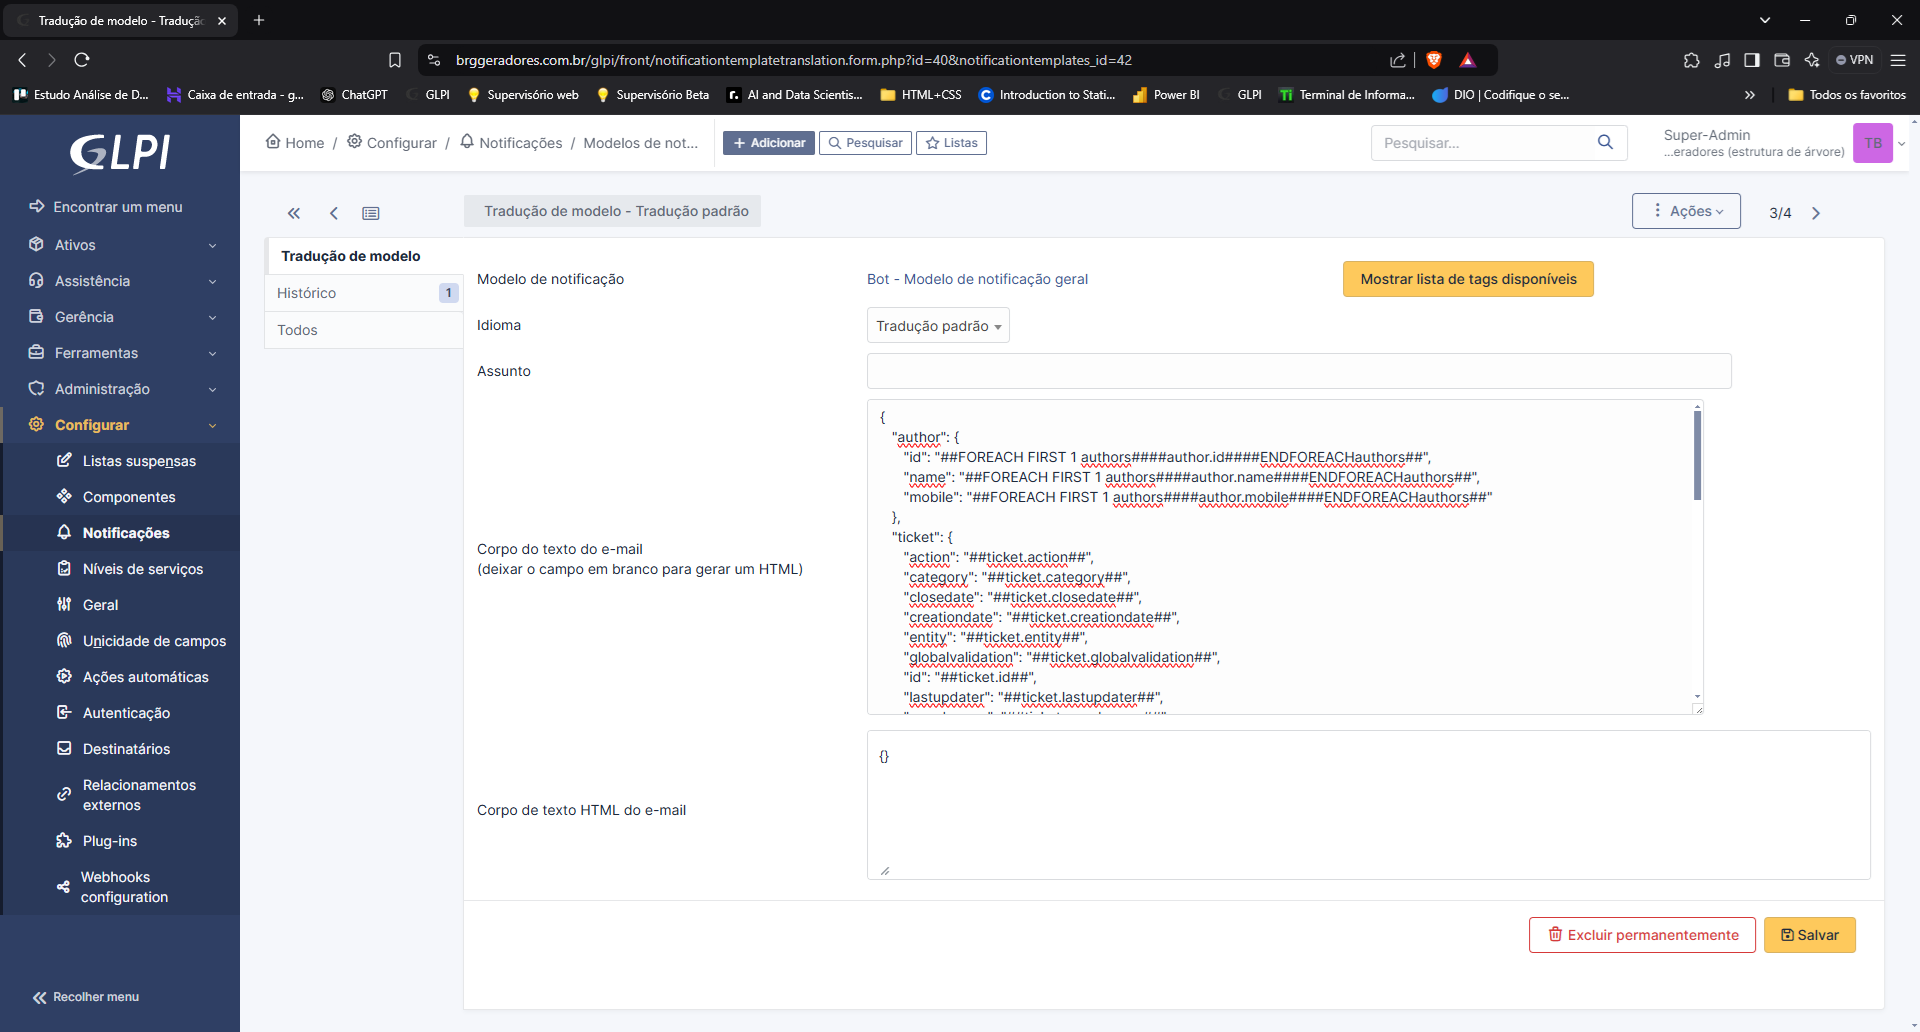 Tradução de modelo - Traduçã
brggeradores.com.br/glpi/front/notificationtemplatetranslation.form.php?id=40&notificationtemplates_id=42
VPN
Estudo Análise de D...
Caixa de entrada - g...
ChatGPT
GLPI
Supervisório web
Supervisório Beta
AI and Data Scientis...
HTML+CSS
Introduction to Stati...
Power BI
GLPI
Terminal de Informa...
DIO | Codifique o se...
Todos os favoritos
GLPI
Encontrar um menu
Ativos
Assistência
Gerência
Ferramentas
Administração
Configurar
Listas suspensas
Componentes
Notificações
Níveis de serviços
Geral
Unicidade de campos
Ações automáticas
Autenticação
Destinatários
Relacionamentos
externos
Plug-ins
Webhooks
configuration
Recolher menu
Home / Configurar / Notificações / Modelos de not...
Adicionar
Pesquisar
Listas
Pesquisar...
Super-Admin
...eradores (estrutura de árvore)
TB
Tradução de modelo - Tradução padrão
Ações
3/4
Tradução de modelo
Histórico 1
Todos
Modelo de notificação
Bot - Modelo de notificação geral
Mostrar lista de tags disponíveis
Idioma
Tradução padrão
Assunto
Corpo do texto do e-mail
(deixar o campo em branco para gerar um HTML)
{
"author": {
"id": "##FOREACH FIRST 1 authors####author.id####ENDFOREACHauthors##",
"name": "##FOREACH FIRST 1 authors####author.name####ENDFOREACHauthors##",
"mobile": "##FOREACH FIRST 1 authors####author.mobile####ENDFOREACHauthors##"
},
"ticket": {
"action": "##ticket.action##",
"category": "##ticket.category##",
"closedate": "##ticket.closedate##",
"creationdate": "##ticket.creationdate##",
"entity": "##ticket.entity##",
"globalvalidation": "##ticket.globalvalidation##",
"id": "##ticket.id##",
"lastupdater": "##ticket.lastupdater##",
Corpo de texto HTML do e-mail
{}
Excluir permanentemente
Salvar